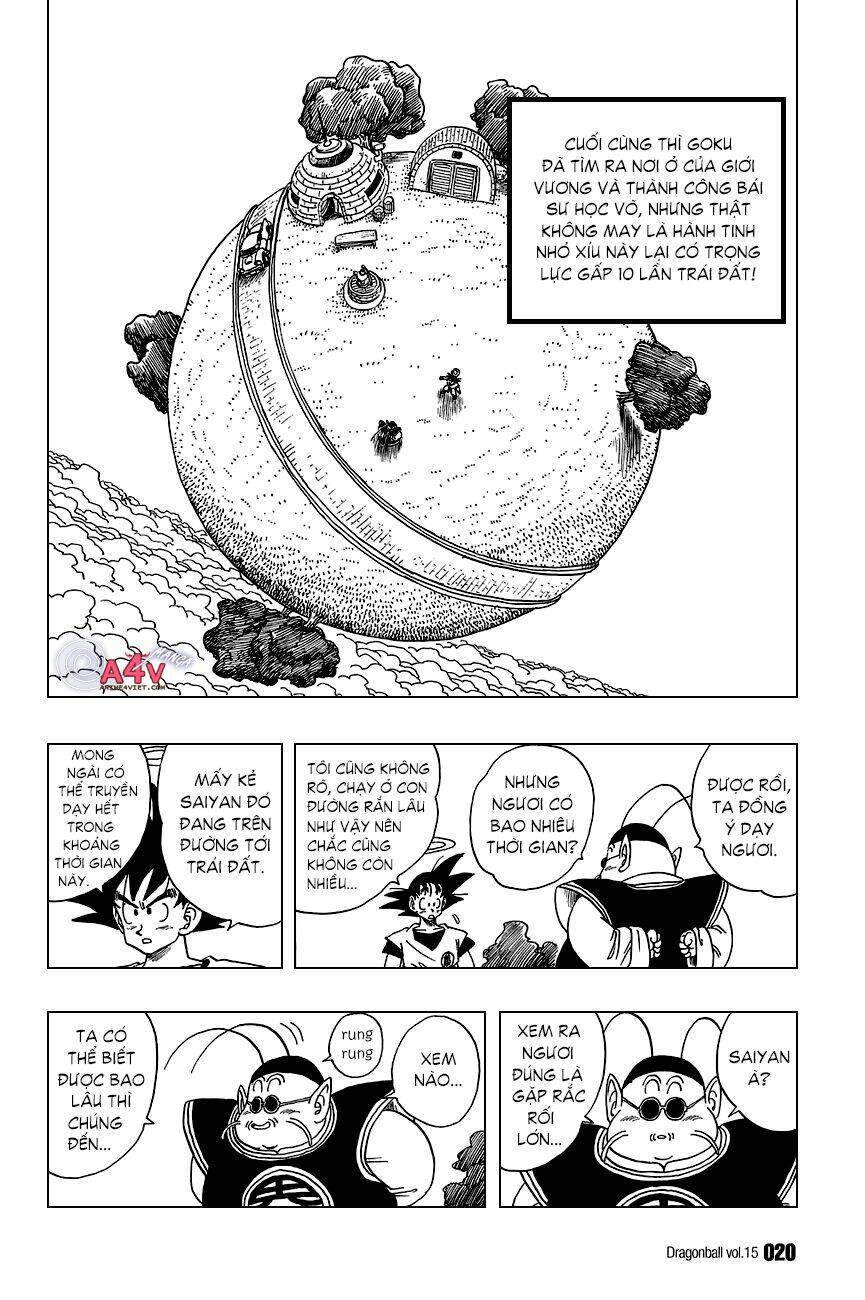 CUỐI CÙNG THÌ GOKU
ĐÃ TÌM RA NƠI Ở CỦA GIỚI
VƯƠNG VÀ THÀNH CÔNG BÁI
SƯ HỌC VÕ, NHƯNG THẬT
KHÔNG MAY LÀ HÀNH TINH
NHỎ XÍU NÀY LẠI CÓ TRỌNG
LỰC GẤP 10 LẦN TRÁI ĐẤT!
MANGA
A4V
ANIME4VIET.COM
ĐƯỢC RỒI,
TA ĐỒNG
Ý DẠY
NGƯƠI.
NHƯNG
NGƯƠI CÓ
BAO NHIÊU
THỜI GIAN?
TÔI CŨNG KHÔNG
RÕ, CHẠY Ở CON
ĐƯỜNG RẮN LÂU
NHƯ VẬY NÊN
CHẮC CŨNG
KHÔNG CÒN
NHIỀU...
MẤY KẺ
SAIYAN ĐÓ
ĐANG TRÊN
ĐƯỜNG TỚI
TRÁI ĐẤT.
MONG
NGÀI CÓ
THỂ TRUYỀN
DẠY HẾT
TRONG
KHOẢNG
THỜI GIAN
NÀY.
SAIYAN
À?
XEM RA
NGƯƠI
ĐÚNG LÀ
GẶP RẮC
RỐI
LỚN...
XEM
NÀO...
rung
rung
TA CÓ
THỂ BIẾT
ĐƯỢC BAO
LÂU THÌ
CHÚNG
ĐẾN...
Dragonball vol.15 020